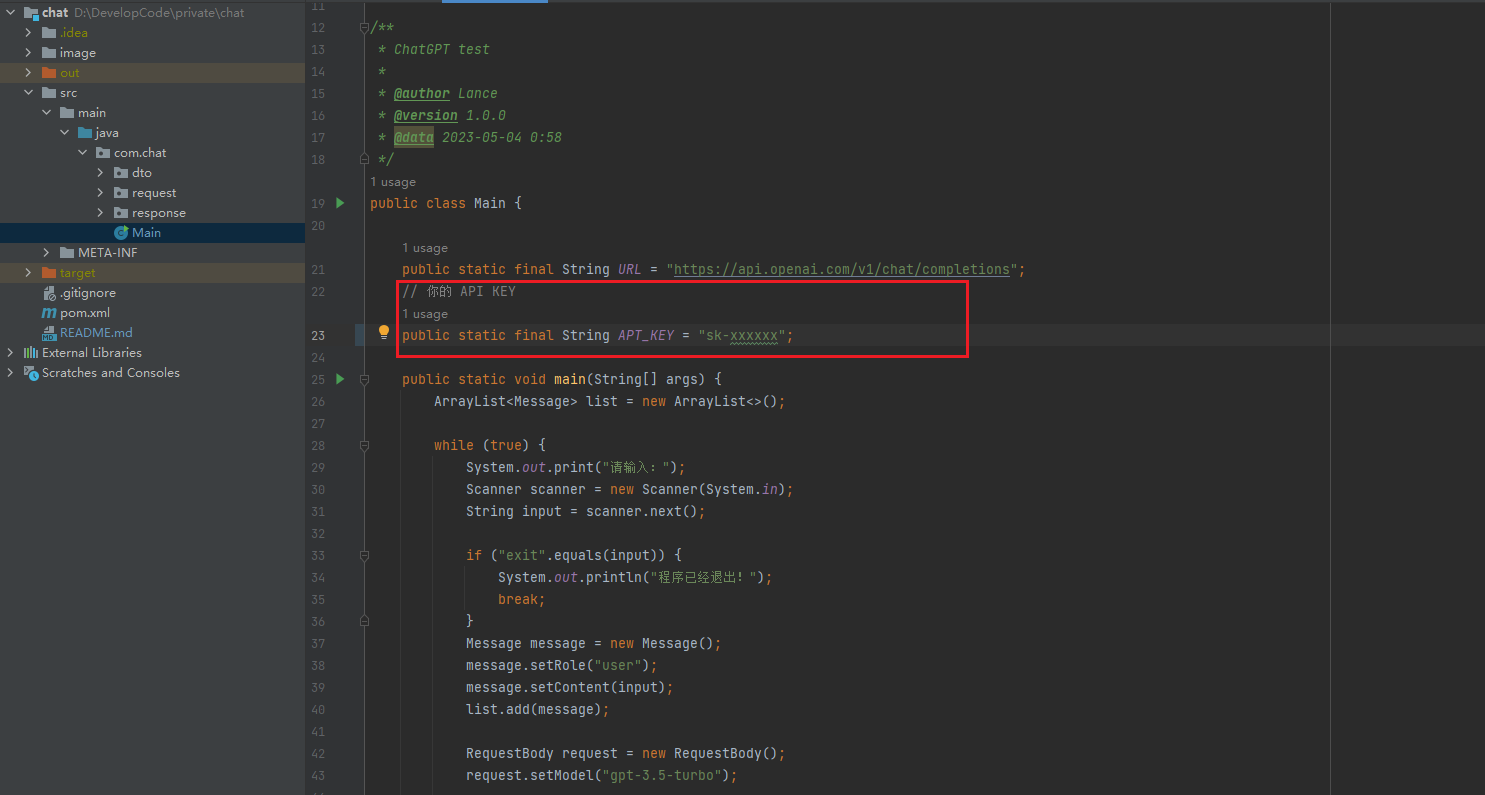 chat D:\DevelopCode\private\chat
.idea
image
out
src
main
java
com.chat
dto
request
response
Main
META-INF
target
.gitignore
pom.xml
README.md
External Libraries
Scratches and Consoles
11
12 /**
13 * ChatGPT test
14 *
15 * @author Lance
16 * @version 1.0.0
17 * @data 2023-05-04 0:58
18 */
1 usage
19 public class Main {
20
1 usage
21 public static final String URL = "https://api.openai.com/v1/chat/completions";
22 // 你的 API KEY
1 usage
23 public static final String APT_KEY = "sk-xxxxxx";
24
25 public static void main(String[] args) {
26 ArrayList<Message> list = new ArrayList<>();
27
28 while (true) {
29 System.out.print("请输入：");
30 Scanner scanner = new Scanner(System.in);
31 String input = scanner.next();
32
33 if ("exit".equals(input)) {
34 System.out.println("程序已经退出！");
35 break;
36 }
37 Message message = new Message();
38 message.setRole("user");
39 message.setContent(input);
40 list.add(message);
41
42 RequestBody request = new RequestBody();
43 request.setModel("gpt-3.5-turbo");